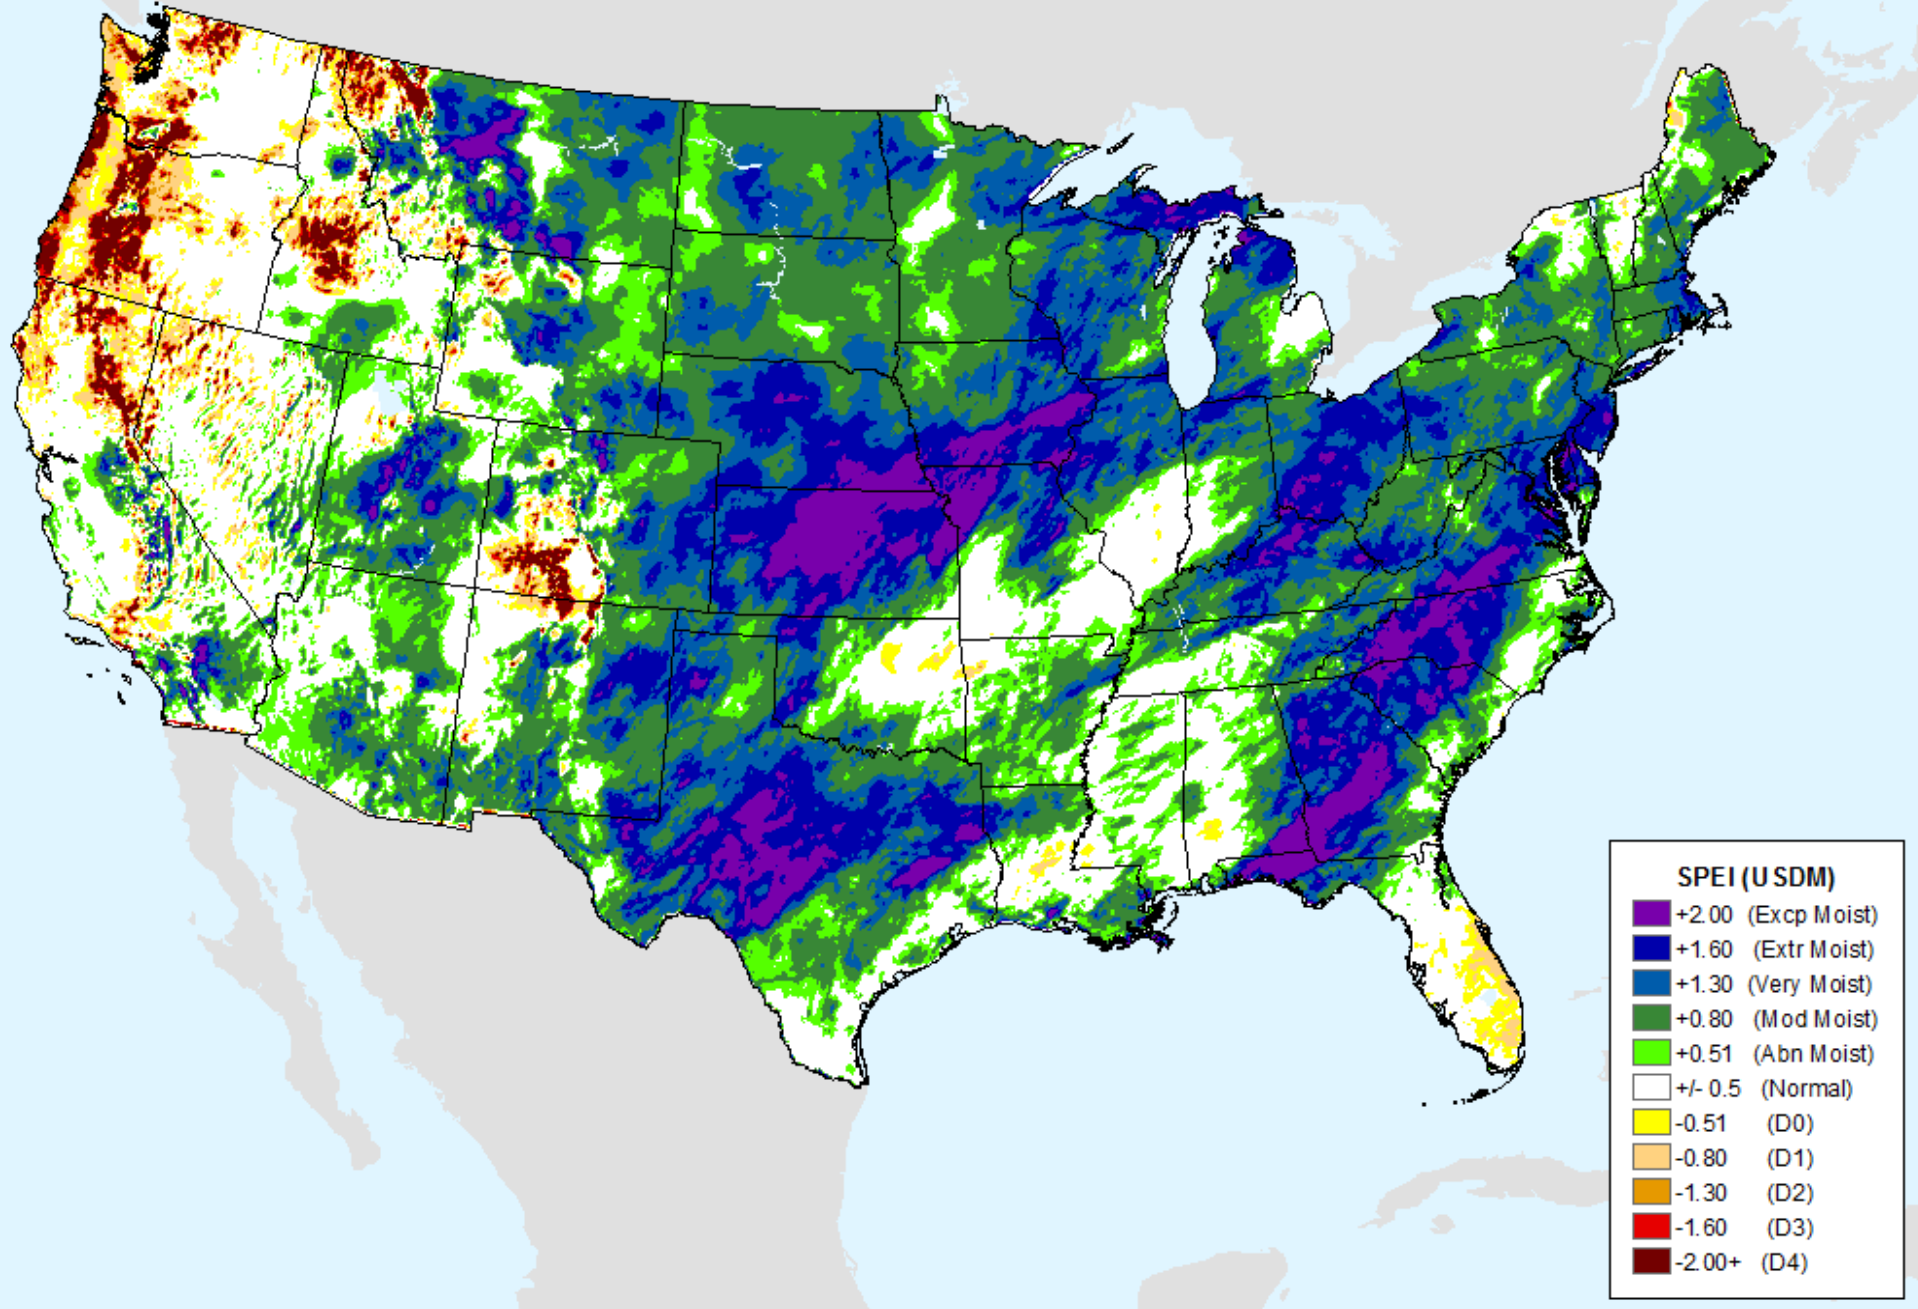 SPEI (USDM)
+2.00 (Excp Moist)
+1.60 (Extr Moist)
+1.30 (Very Moist)
+0.80 (Mod Moist)
+0.51 (Abn Moist)
+/- 0.5 (Normal)
-0.51 (D0)
-0.80 (D1)
-1.30 (D2)
-1.60 (D3)
-2.00+ (D4)